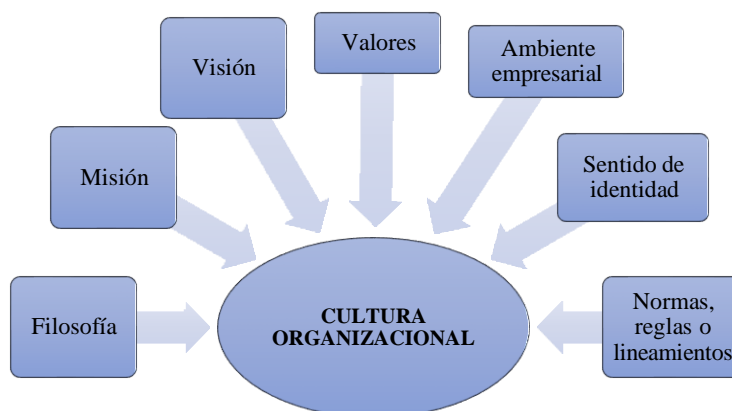 Valores
Ambiente
empresarial
Visión
Sentido de
identidad
Misión
Filosofía
CULTURA
ORGANIZACIONAL
Normas,
reglas o
lineamientos